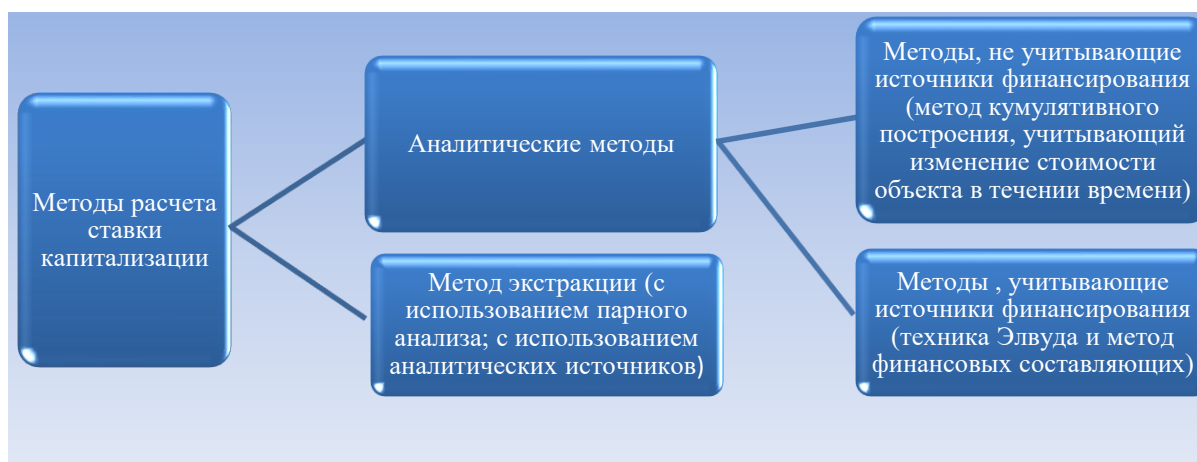 Методы расчета
ставки
капитализации
Аналитические методы
Метод экстракции (с
использованием парного
анализа; с использованием
аналитических источников)
Методы, не учитывающие
источники финансирования
(метод кумулятивного
построения, учитывающий
изменение стоимости
объекта в течении времени)
Методы , учитывающие
источники финансирования
(техника Элвуда и метод
финансовых составляющих)